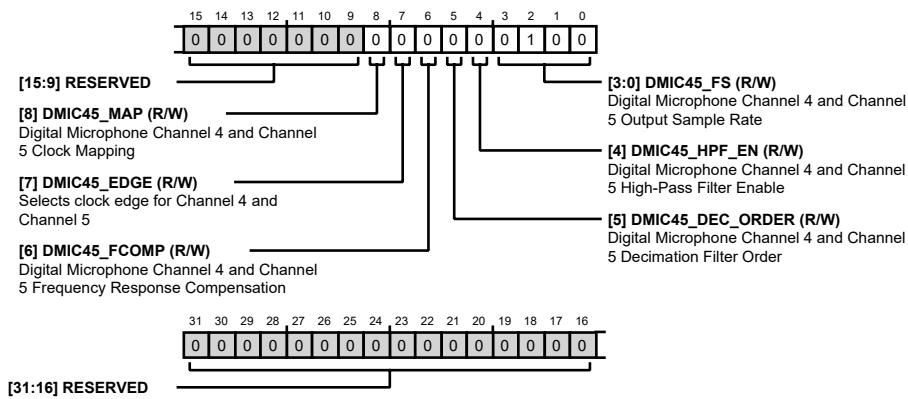 15 14 13 12 11 10 9 8 7 6 5 4 3 2 1 0
0 0 0 0 0 0 0 0 0 0 0 0 0 1 0 0
[15:9] RESERVED
[8] DMIC45_MAP (R/W)
Digital Microphone Channel 4 and Channel
5 Clock Mapping
[7] DMIC45_EDGE (R/W)
Selects clock edge for Channel 4 and
Channel 5
[6] DMIC45_FCOMP (R/W)
Digital Microphone Channel 4 and Channel
5 Frequency Response Compensation
[3:0] DMIC45_FS (R/W)
Digital Microphone Channel 4 and Channel
5 Output Sample Rate
[4] DMIC45_HPF_EN (R/W)
Digital Microphone Channel 4 and Channel
5 High-Pass Filter Enable
[5] DMIC45_DEC_ORDER (R/W)
Digital Microphone Channel 4 and Channel
5 Decimation Filter Order
31 30 29 28 27 26 25 24 23 22 21 20 19 18 17 16
0 0 0 0 0 0 0 0 0 0 0 0 0 0 0 0
[31:16] RESERVED